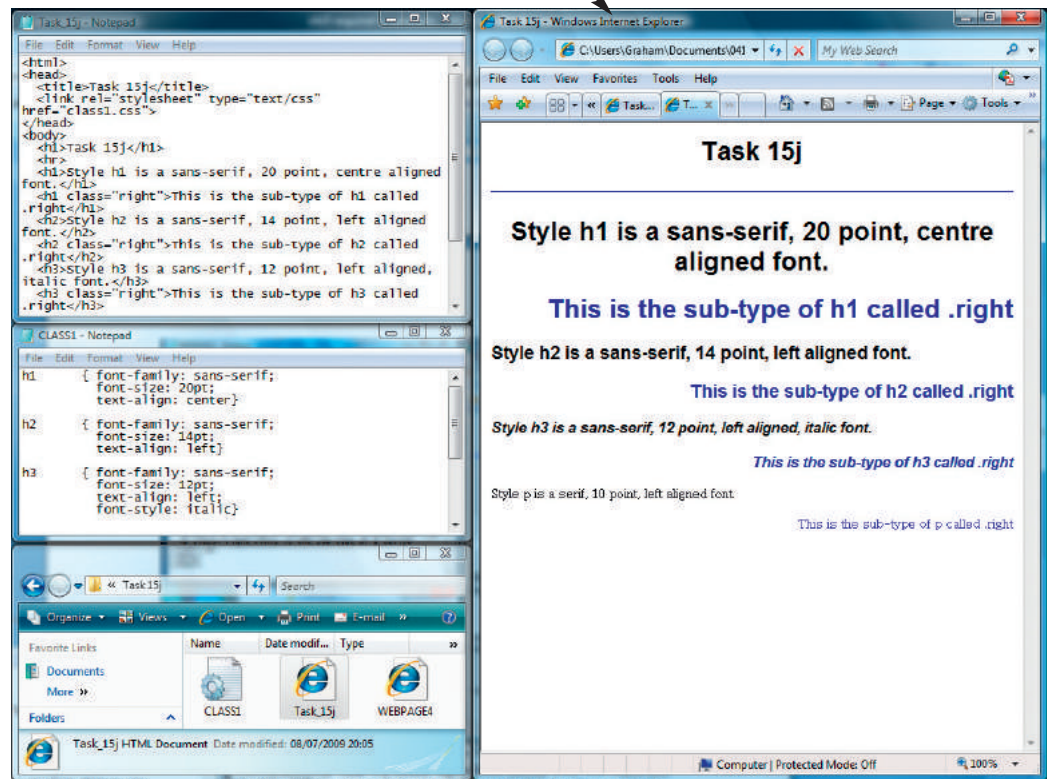 Task_15j - Notepad
File Edit Format View Help
<html>
<head>
<title>Task 15j</title>
<link rel="stylesheet" type="text/css"
href="class1.css">
</head>
<body>
<h1>Task 15j</h1>
<hr>
<h1>Style h1 is a sans-serif, 20 point, centre aligned
font.</h1>
<h1 class="right">This is the sub-type of h1 called
.right</h1>
<h2>Style h2 is a sans-serif, 14 point, left aligned
font.</h2>
<h2 class="right">This is the sub-type of h2 called
.right</h2>
<h3>Style h3 is a sans-serif, 12 point, left aligned,
italic font.</h3>
<h3 class="right">This is the sub-type of h3 called
.right</h3>
CLASS1 - Notepad
File Edit Format View Help
h1 { font-family: sans-serif;
font-size: 20pt;
text-align: center}
h2 { font-family: sans-serif;
font-size: 14pt;
text-align: left}
h3 { font-family: sans-serif;
font-size: 12pt;
text-align: left;
font-style: italic}
« Task 15j
Search
Organize Views Open Print E-mail »
Favorite Links
Documents
More »
Folders
Name Date modif... Type »
CLASS1 Task_15j WEBPAGE4
Task_15j HTML Document Date modified: 08/07/2009 20:05
Task 15j - Windows Internet Explorer
C:\Users\Graham\Documents\041
My Web Search
File Edit View Favorites Tools Help
« Task... T... Page Tools »
Task 15j
Style h1 is a sans-serif, 20 point, centre
aligned font.
This is the sub-type of h1 called .right
Style h2 is a sans-serif, 14 point, left aligned font.
This is the sub-type of h2 called .right
Style h3 is a sans-serif, 12 point, left aligned, italic font.
This is the sub-type of h3 called .right
Style p is a serif, 10 point, left aligned font
This is the sub-type of p called .right
Computer | Protected Mode: Off 100%